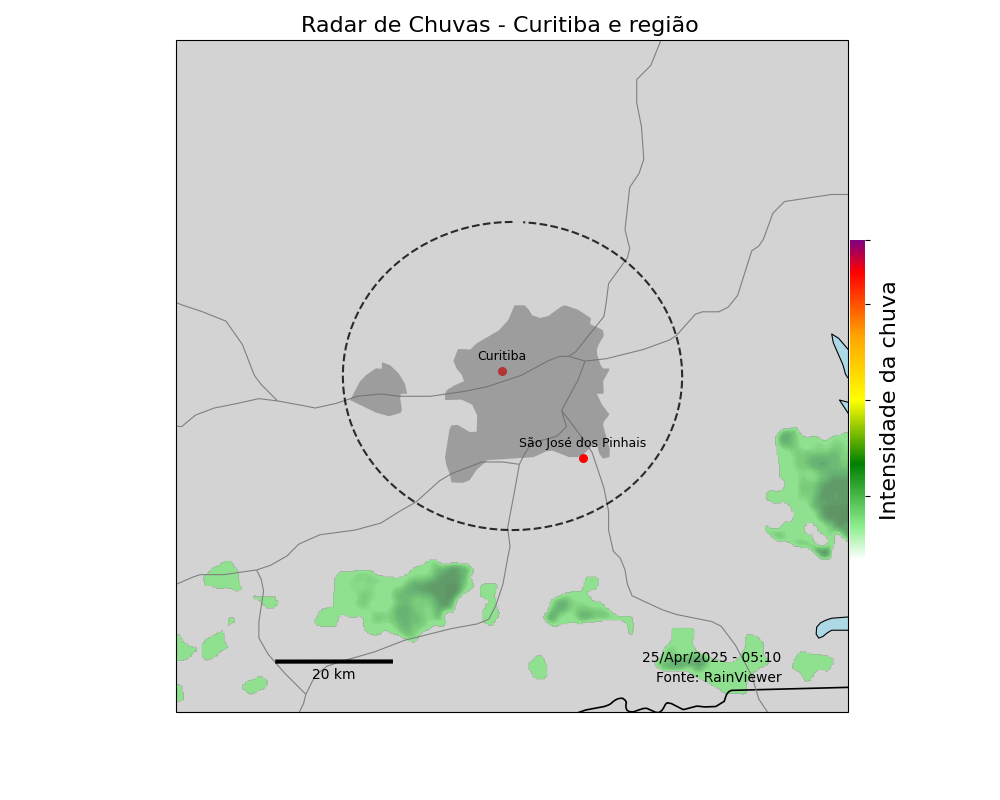 Radar de Chuvas - Curitiba e região
Curitiba
São José dos Pinhais
Intensidade da chuva
25/Apr/2025 - 05:10
Fonte: RainViewer
20 km